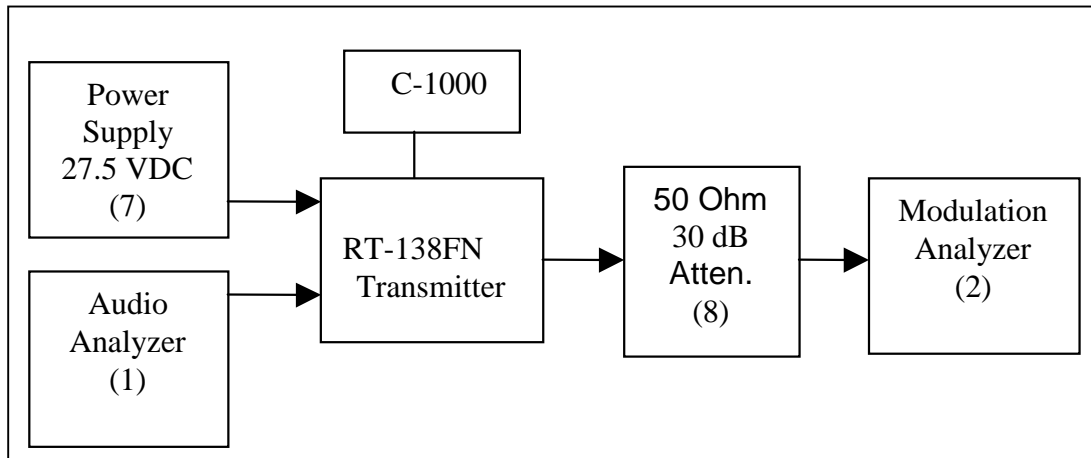 Power
Supply
27.5 VDC
(7)
C-1000
Audio
Analyzer
(1)
RT-138FN
Transmitter
50 Ohm
30 dB
Atten.
(8)
Modulation
Analyzer
(2)